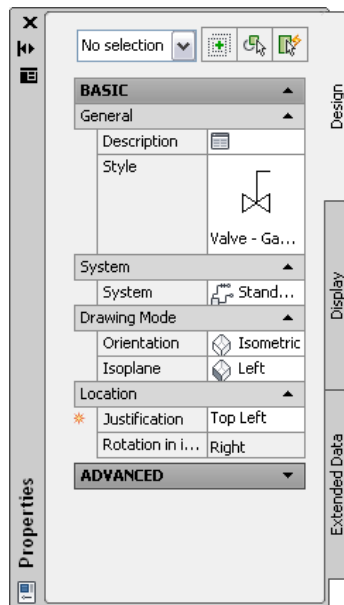 No selection
BASIC
General
Description
Style
Valve - Ga...
System
System Stand...
Drawing Mode
Orientation Isometric
Isoplane Left
Location
Justification Top Left
Rotation in i... Right
ADVANCED
Design
Display
Extended Data
Properties